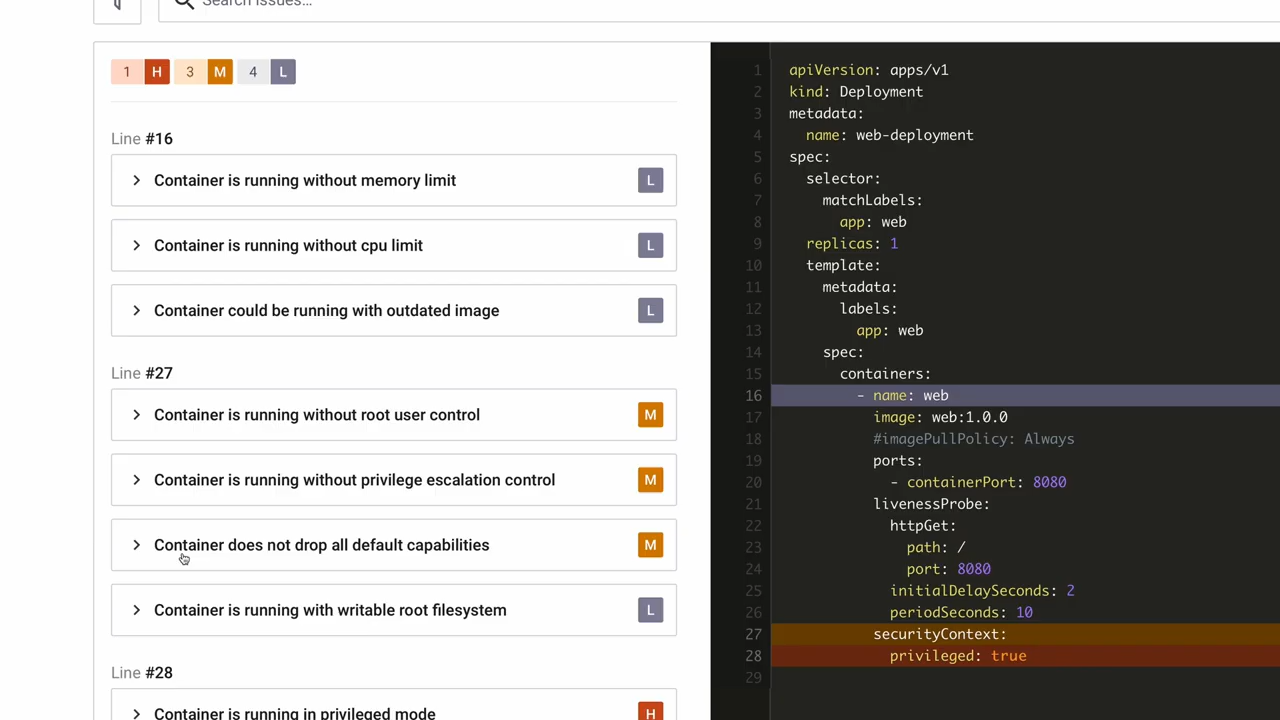 Search issues...
1 H 3 M 4 L
Line #16
Container is running without memory limit L
Container is running without cpu limit L
Container could be running with outdated image L
Line #27
Container is running without root user control M
Container is running without privilege escalation control M
Container does not drop all default capabilities M
Container is running with writable root filesystem L
Line #28
Container is running in privileged mode H
1 apiVersion: apps/v1
2 kind: Deployment
3 metadata:
4 name: web-deployment
5 spec:
6 selector:
7 matchLabels:
8 app: web
9 replicas: 1
10 template:
11 metadata:
12 labels:
13 app: web
14 spec:
15 containers:
16 - name: web
17 image: web:1.0.0
18 #imagePullPolicy: Always
19 ports:
20 - containerPort: 8080
21 livenessProbe:
22 httpGet:
23 path: /
24 port: 8080
25 initialDelaySeconds: 2
26 periodSeconds: 10
27 securityContext:
28 privileged: true
29